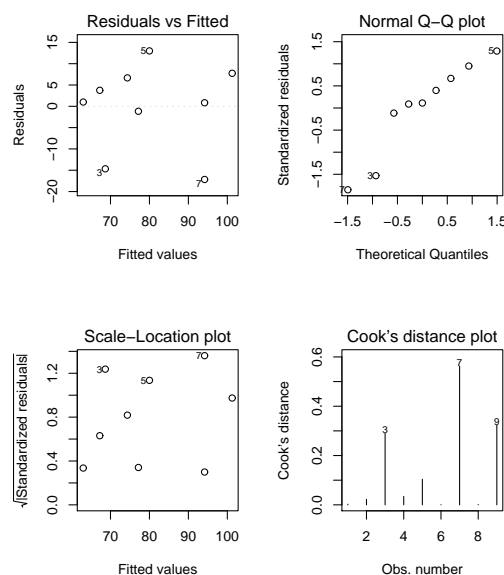 Residuals vs Fitted
Residuals
15
5
0
−10
−20
5
3
7
70 80 90 100
Fitted values
Normal Q−Q plot
Standardized residuals
1.5
0.5
−0.5
−1.5
5
3
7
−1.5 −0.5 0.5 1.5
Theoretical Quantiles
Scale−Location plot
√|Standardized residuals|
1.2
0.8
0.4
0.0
7
3
5
70 80 90 100
Fitted values
Cook's distance plot
Cook's distance
0.6
0.4
0.2
0.0
7
9
3
2 4 6 8
Obs. number